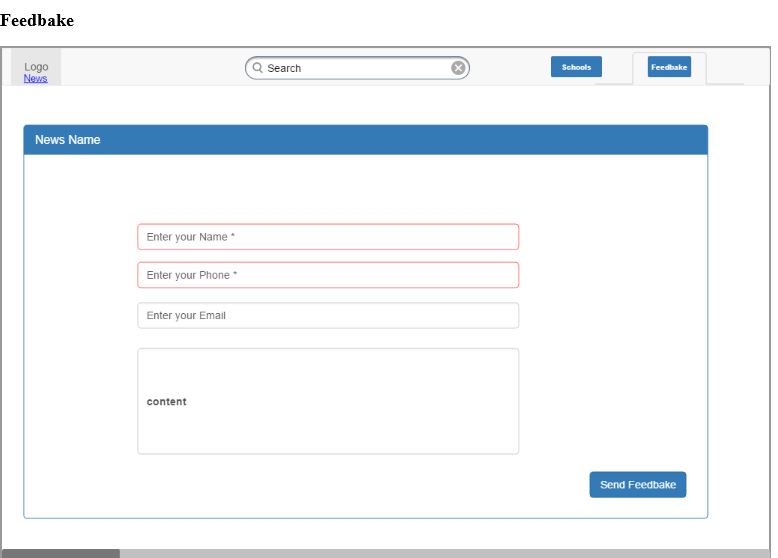 Feedbake
Logo
News
Search
Schools
Feedbake
News Name
Enter your Name *
Enter your Phone *
Enter your Email
content
Send Feedbake